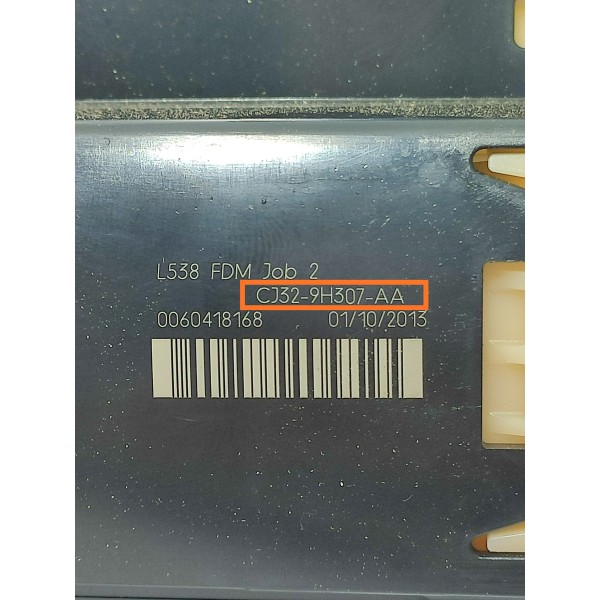 L538 FDM Job 2
CJ32-9H307-AA
0060418168 01/10/2013